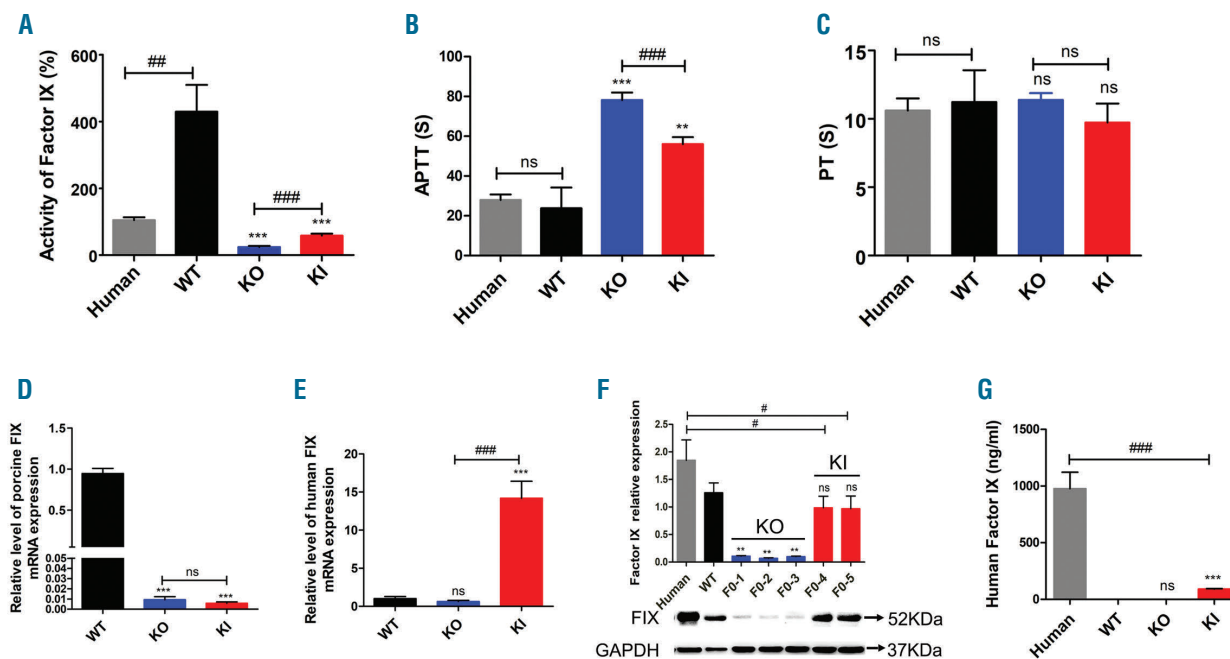 A
Activity of Factor IX (%)
600
400
200
0
##
###
***
***
Human
WT
KO
KI
B
APTT (S)
100
80
60
40
20
0
ns
###
***
**
Human
WT
KO
KI
C
PT (S)
15
10
5
0
ns
ns
ns
ns
Human
WT
KO
KI
D
Relative level of porcine FIX
mRNA expression
1.5
1.0
0.5
0.05
0.04
0.03
0.02
0.01
0.00
ns
***
***
WT
KO
KI
E
Relative level of human FIX
mRNA expression
20
15
10
5
0
###
***
ns
WT
KO
KI
F
Factor IX relative expression
2.5
2.0
1.5
1.0
0.5
0.0
#
#
KI
ns
ns
KO
**
**
**
Human
WT
F0-1
F0-2
F0-3
F0-4
F0-5
FIX
52KDa
GAPDH
37KDa
G
Human Factor IX (ng/ml)
1500
1000
500
0
###
ns
***
Human
WT
KO
KI